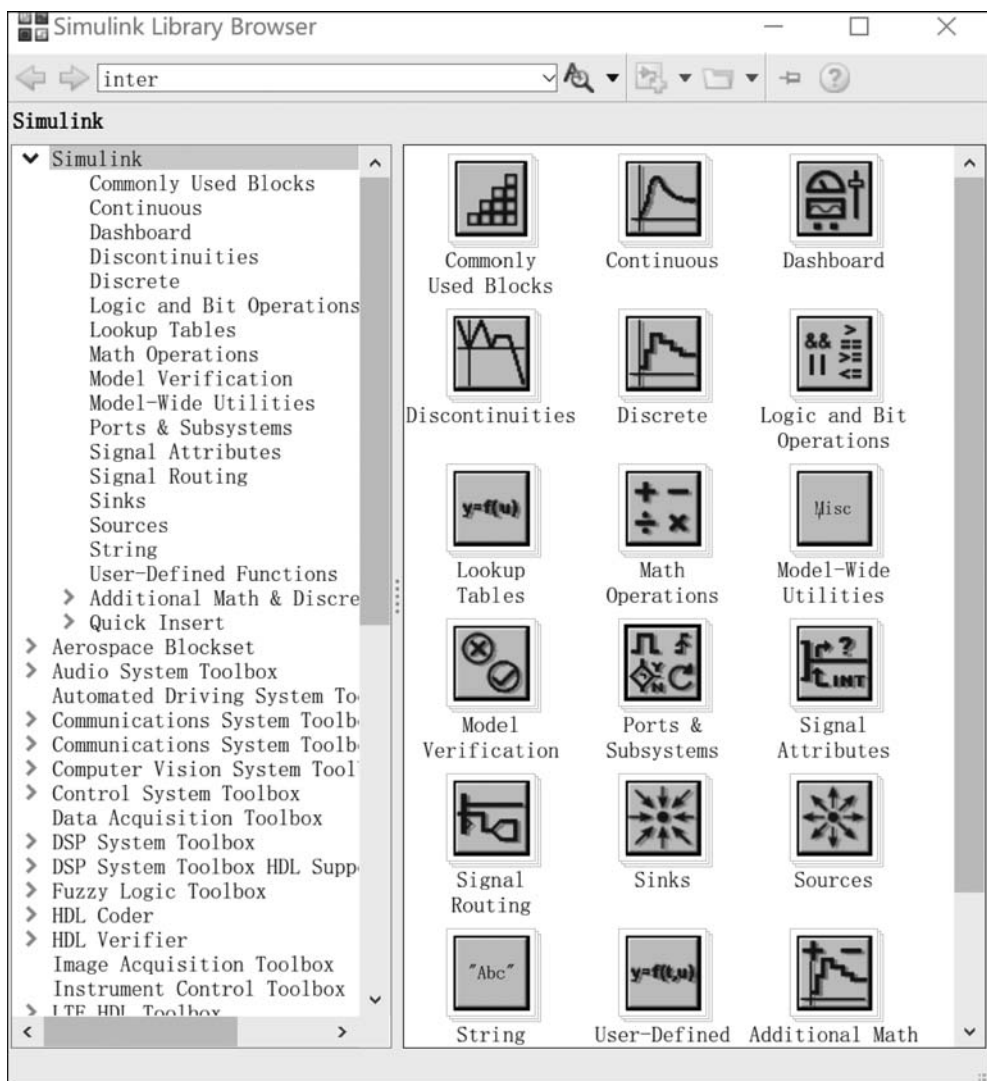 Simulink Library Browser
inter
Simulink
Simulink
Commonly Used Blocks
Continuous
Dashboard
Discontinuities
Discrete
Logic and Bit Operations
Lookup Tables
Math Operations
Model Verification
Model-Wide Utilities
Ports & Subsystems
Signal Attributes
Signal Routing
Sinks
Sources
String
User-Defined Functions
Additional Math & Discre
Quick Insert
Aerospace Blockset
Audio System Toolbox
Automated Driving System To
Communications System Toolb
Communications System Toolb
Computer Vision System Tool
Control System Toolbox
Data Acquisition Toolbox
DSP System Toolbox
DSP System Toolbox HDL Supp
Fuzzy Logic Toolbox
HDL Coder
HDL Verifier
Image Acquisition Toolbox
Instrument Control Toolbox
LTE HDL Toolbox
Commonly
Used Blocks
Continuous
Dashboard
Discontinuities
Discrete
&& > ==
|| >= <=
Logic and Bit
Operations
y=f(u)
Lookup
Tables
+ −
÷ ×
Math
Operations
Misc
Model-Wide
Utilities
Model
Verification
Y
N
Ports &
Subsystems
?
INT
Signal
Attributes
Signal
Routing
Sinks
Sources
"Abc"
String
y=f(t,u)
User-Defined
+ −
Additional Math